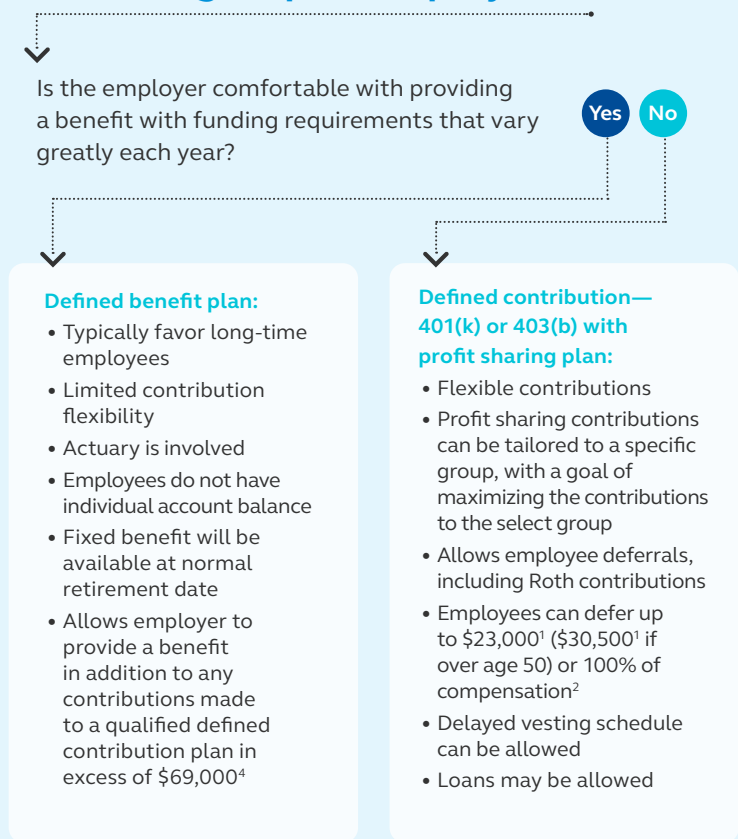 Is the employer comfortable with providing
a benefit with funding requirements that vary
greatly each year?
Yes
No
Defined benefit plan:
• Typically favor long-time
employees
• Limited contribution
flexibility
• Actuary is involved
• Employees do not have
individual account balance
• Fixed benefit will be
available at normal
retirement date
• Allows employer to
provide a benefit
in addition to any
contributions made
to a qualified defined
contribution plan in
excess of $69,000⁴
Defined contribution—
401(k) or 403(b) with
profit sharing plan:
• Flexible contributions
• Profit sharing contributions
can be tailored to a specific
group, with a goal of
maximizing the contributions
to the select group
• Allows employee deferrals,
including Roth contributions
• Employees can defer up
to $23,000¹ ($30,500¹ if
over age 50) or 100% of
compensation²
• Delayed vesting schedule
can be allowed
• Loans may be allowed